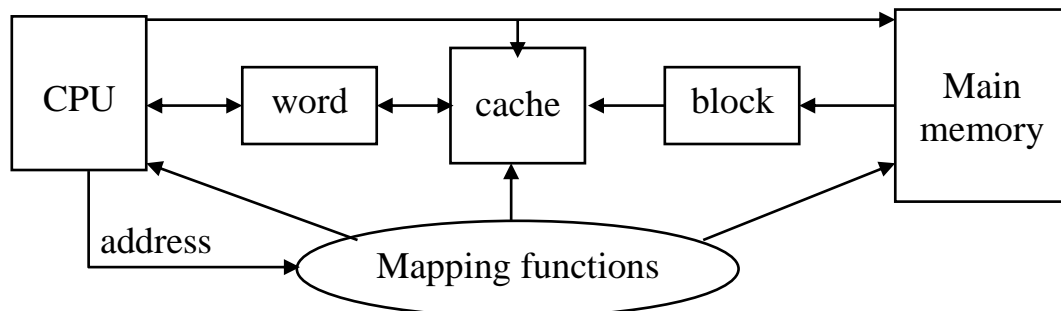 CPU
word
cache
block
Main
memory
address
Mapping functions